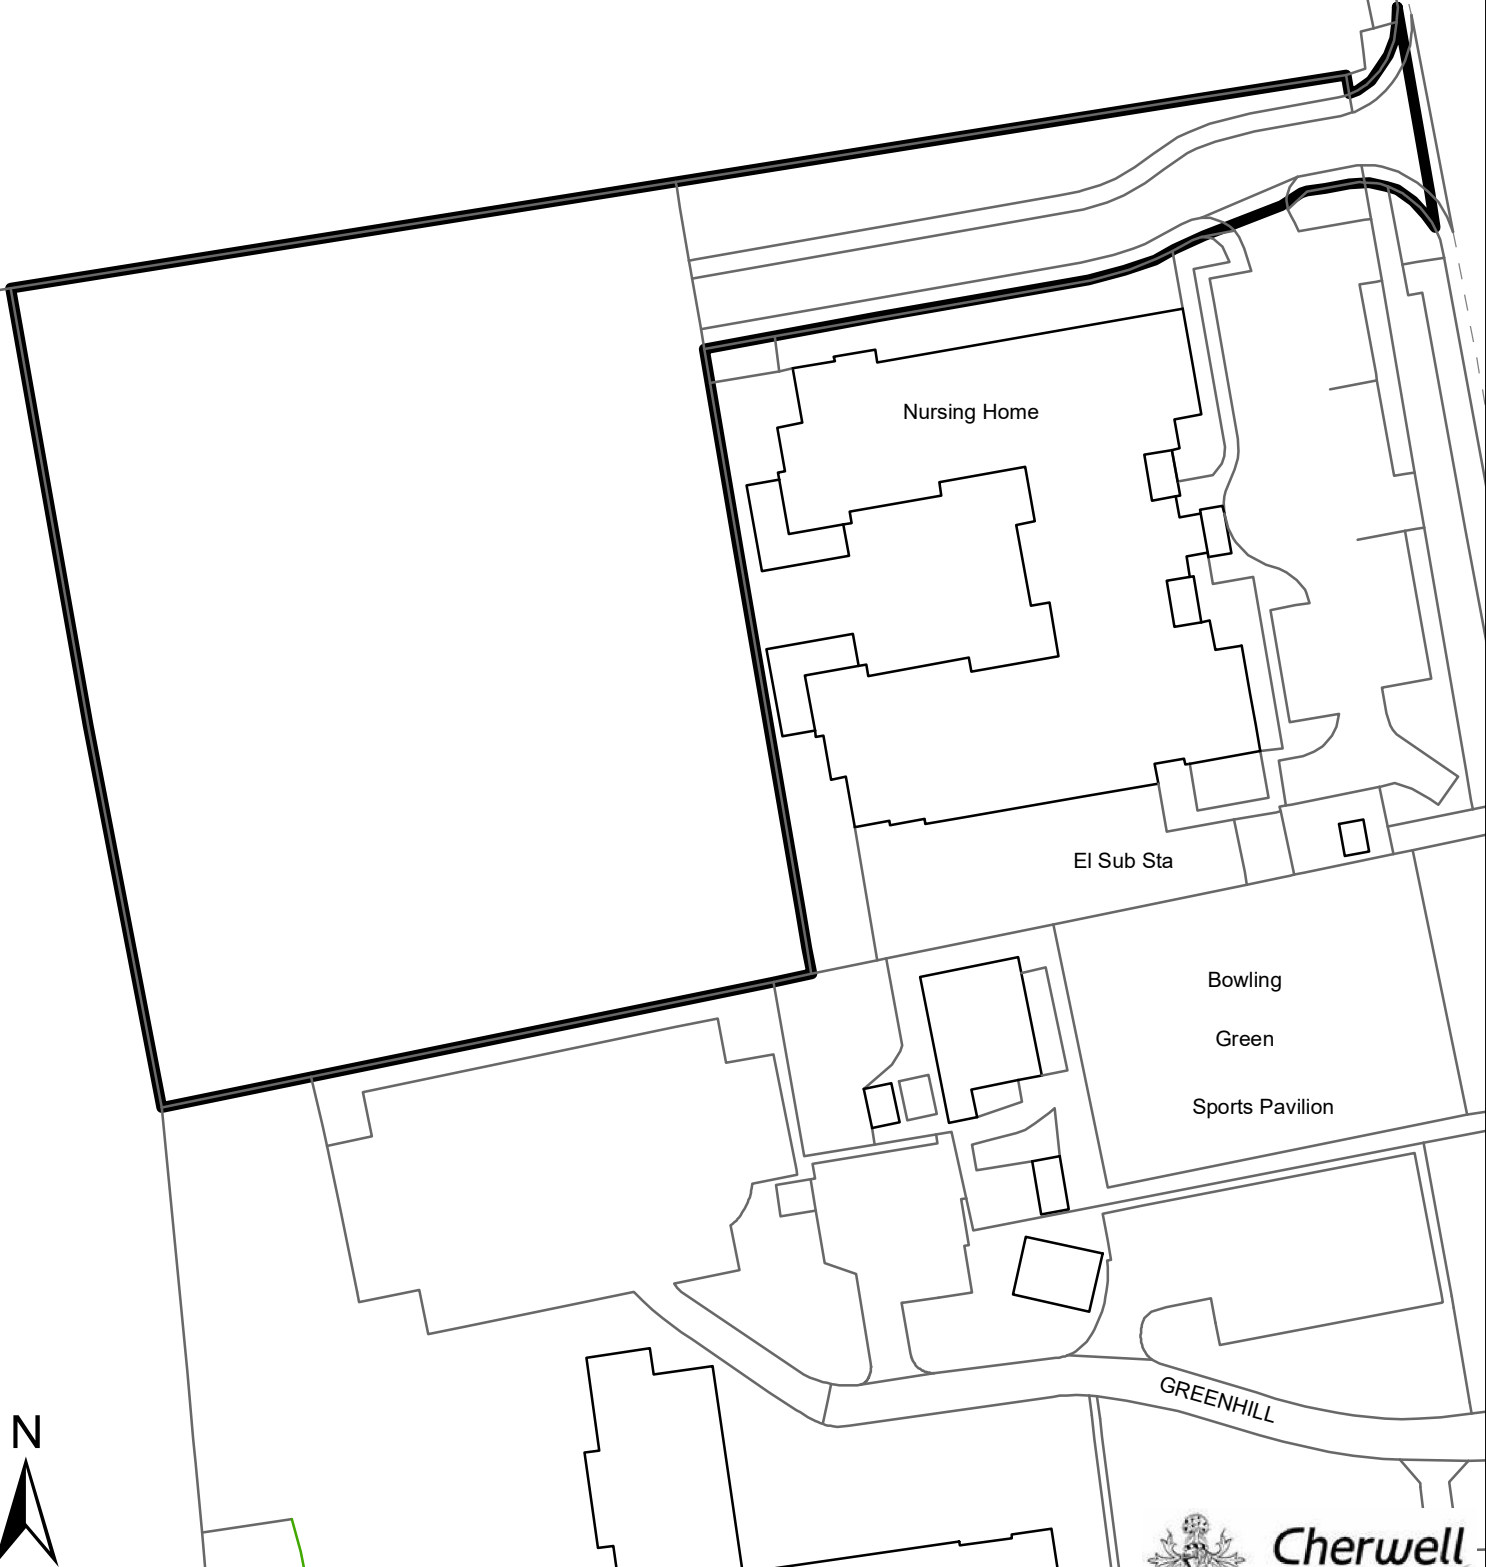 Nursing Home
El Sub Sta
Bowling
Green
Sports Pavilion
GREENHILL
N
Cherwell